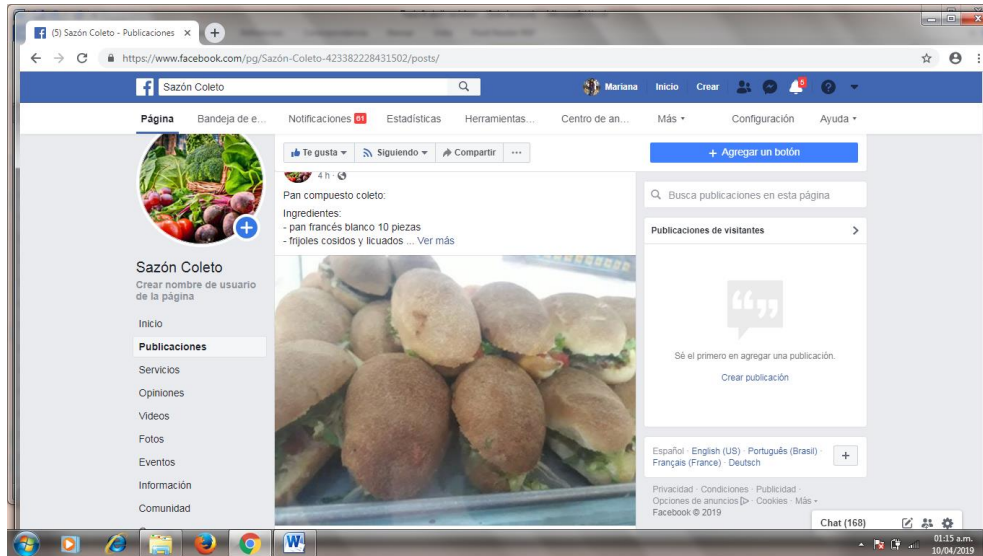 (5) Sazón Coleto - Publicaciones
https://www.facebook.com/pg/Sazón-Coleto-423382228431502/posts/
Sazón Coleto
Mariana Inicio Crear 5
Página Bandeja de e... Notificaciones 61 Estadísticas Herramientas... Centro de an... Más Configuración Ayuda
Te gusta Siguiendo Compartir ...
+ Agregar un botón
4 h
Pan compuesto coleto:
Ingredientes:
- pan francés blanco 10 piezas
- frijoles cosidos y licuados ... Ver más
Sazón Coleto
Crear nombre de usuario
de la página
Inicio
Publicaciones
Servicios
Opiniones
Videos
Fotos
Eventos
Información
Comunidad
Busca publicaciones en esta página
Publicaciones de visitantes
Sé el primero en agregar una publicación.
Crear publicación
Español · English (US) · Português (Brasil) ·
Français (France) · Deutsch
Privacidad · Condiciones · Publicidad ·
Opciones de anuncios · Cookies · Más
Facebook © 2019
Chat (168)
01:15 a.m.
10/04/2019